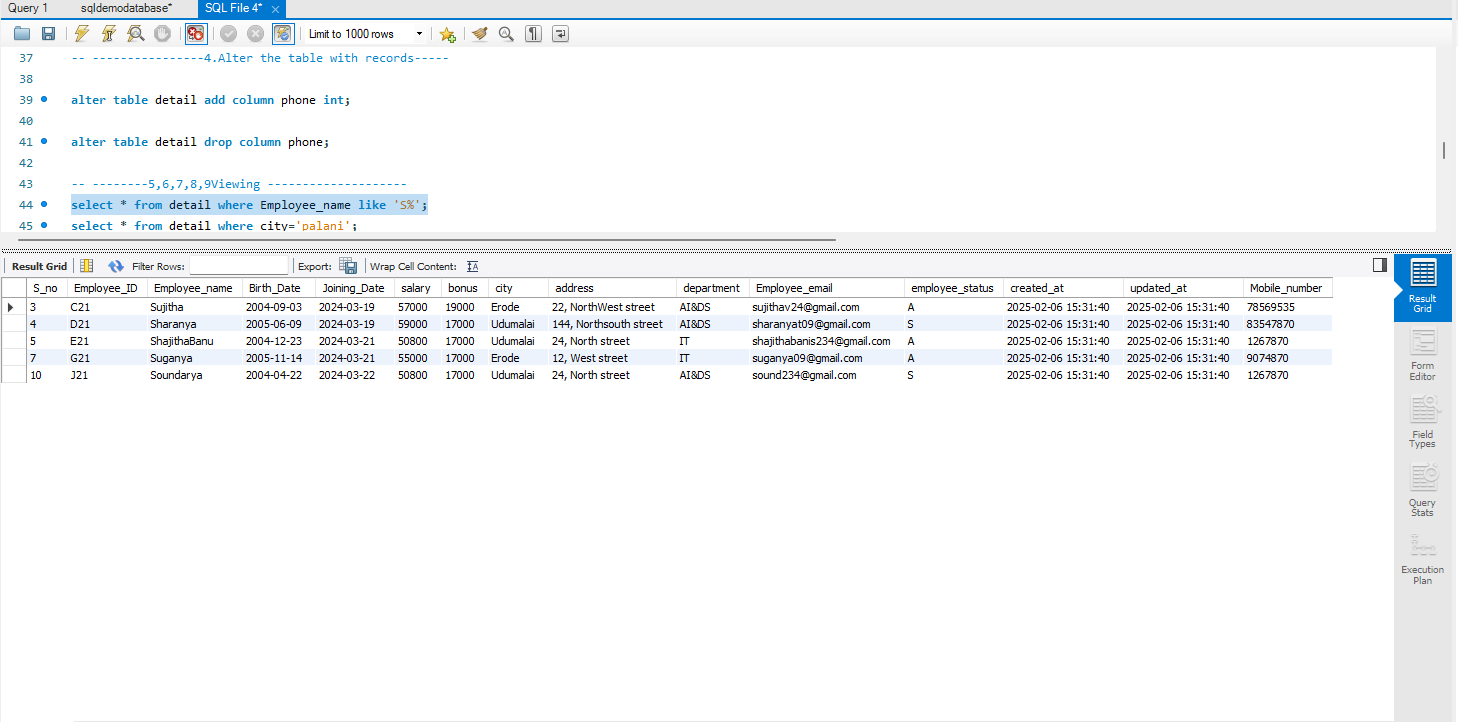 Query 1 sqldemodatabase* SQL File 4*
Limit to 1000 rows
37 -- ----------------4.Alter the table with records-----
38
39 alter table detail add column phone int;
40
41 alter table detail drop column phone;
42
43 -- --------5,6,7,8,9Viewing --------------------
44 select * from detail where Employee_name like 'S%';
45 select * from detail where city='palani';
Result Grid Filter Rows: Export: Wrap Cell Content:
S_no Employee_ID Employee_name Birth_Date Joining_Date salary bonus city address department Employee_email employee_status created_at updated_at Mobile_number
3 C21 Sujitha 2004-09-03 2024-03-19 57000 19000 Erode 22, NorthWest street AI&DS sujithav24@gmail.com A 2025-02-06 15:31:40 2025-02-06 15:31:40 78569535
4 D21 Sharanya 2005-06-09 2024-03-19 59000 17000 Udumalai 144, Northsouth street AI&DS sharanyat09@gmail.com S 2025-02-06 15:31:40 2025-02-06 15:31:40 83547870
5 E21 ShajithaBanu 2004-12-23 2024-03-21 50800 17000 Udumalai 24, North street IT shajithabanis234@gmail.com A 2025-02-06 15:31:40 2025-02-06 15:31:40 1267870
7 G21 Suganya 2005-11-14 2024-03-21 55000 17000 Erode 12, West street IT suganya09@gmail.com A 2025-02-06 15:31:40 2025-02-06 15:31:40 9074870
10 J21 Soundarya 2004-04-22 2024-03-22 50800 17000 Udumalai 24, North street AI&DS sound234@gmail.com S 2025-02-06 15:31:40 2025-02-06 15:31:40 1267870
Result
Grid
Form
Editor
Field
Types
Query
Stats
Execution
Plan